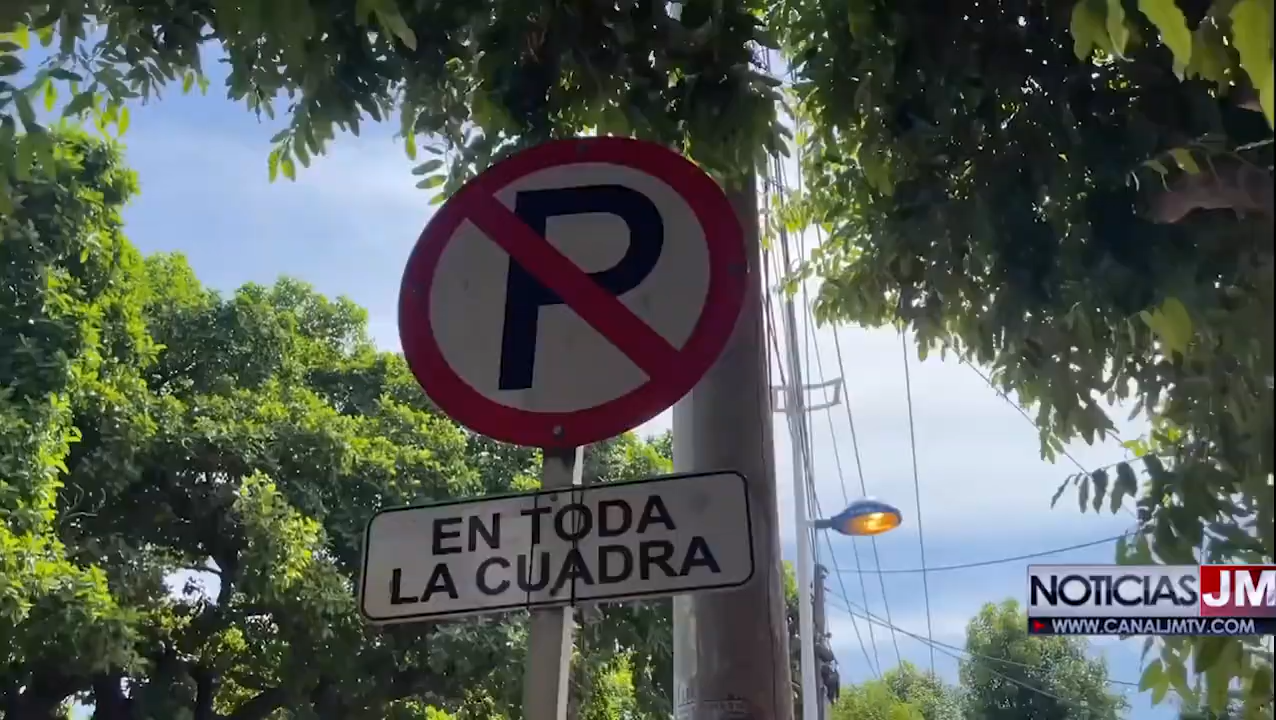 P
EN TODA
LA CUADRA
NOTICIAS JM
WWW.CANALJMTV.COM